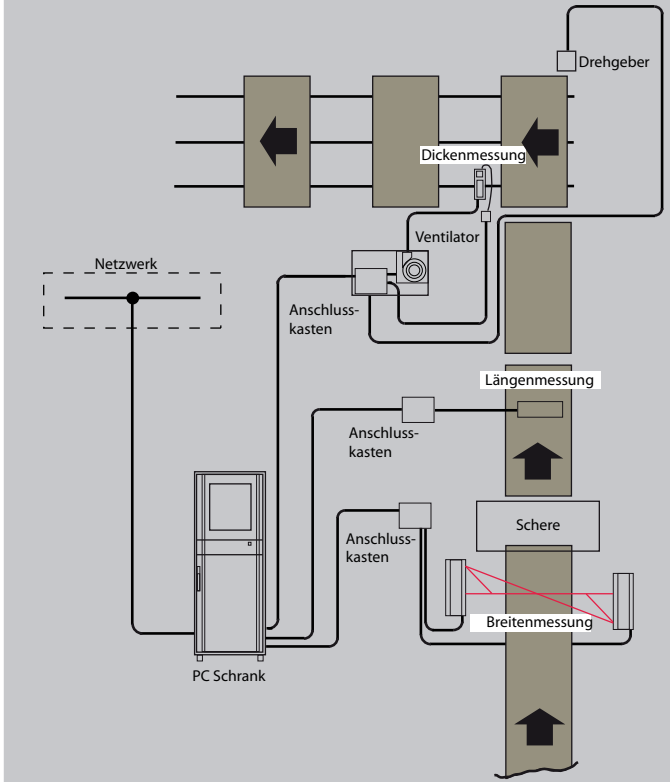 Drehgeber
Dickenmessung
Ventilator
Netzwerk
Anschluss-
kasten
Längenmessung
Anschluss-
kasten
Schere
Anschluss-
kasten
Breitenmessung
PC Schrank